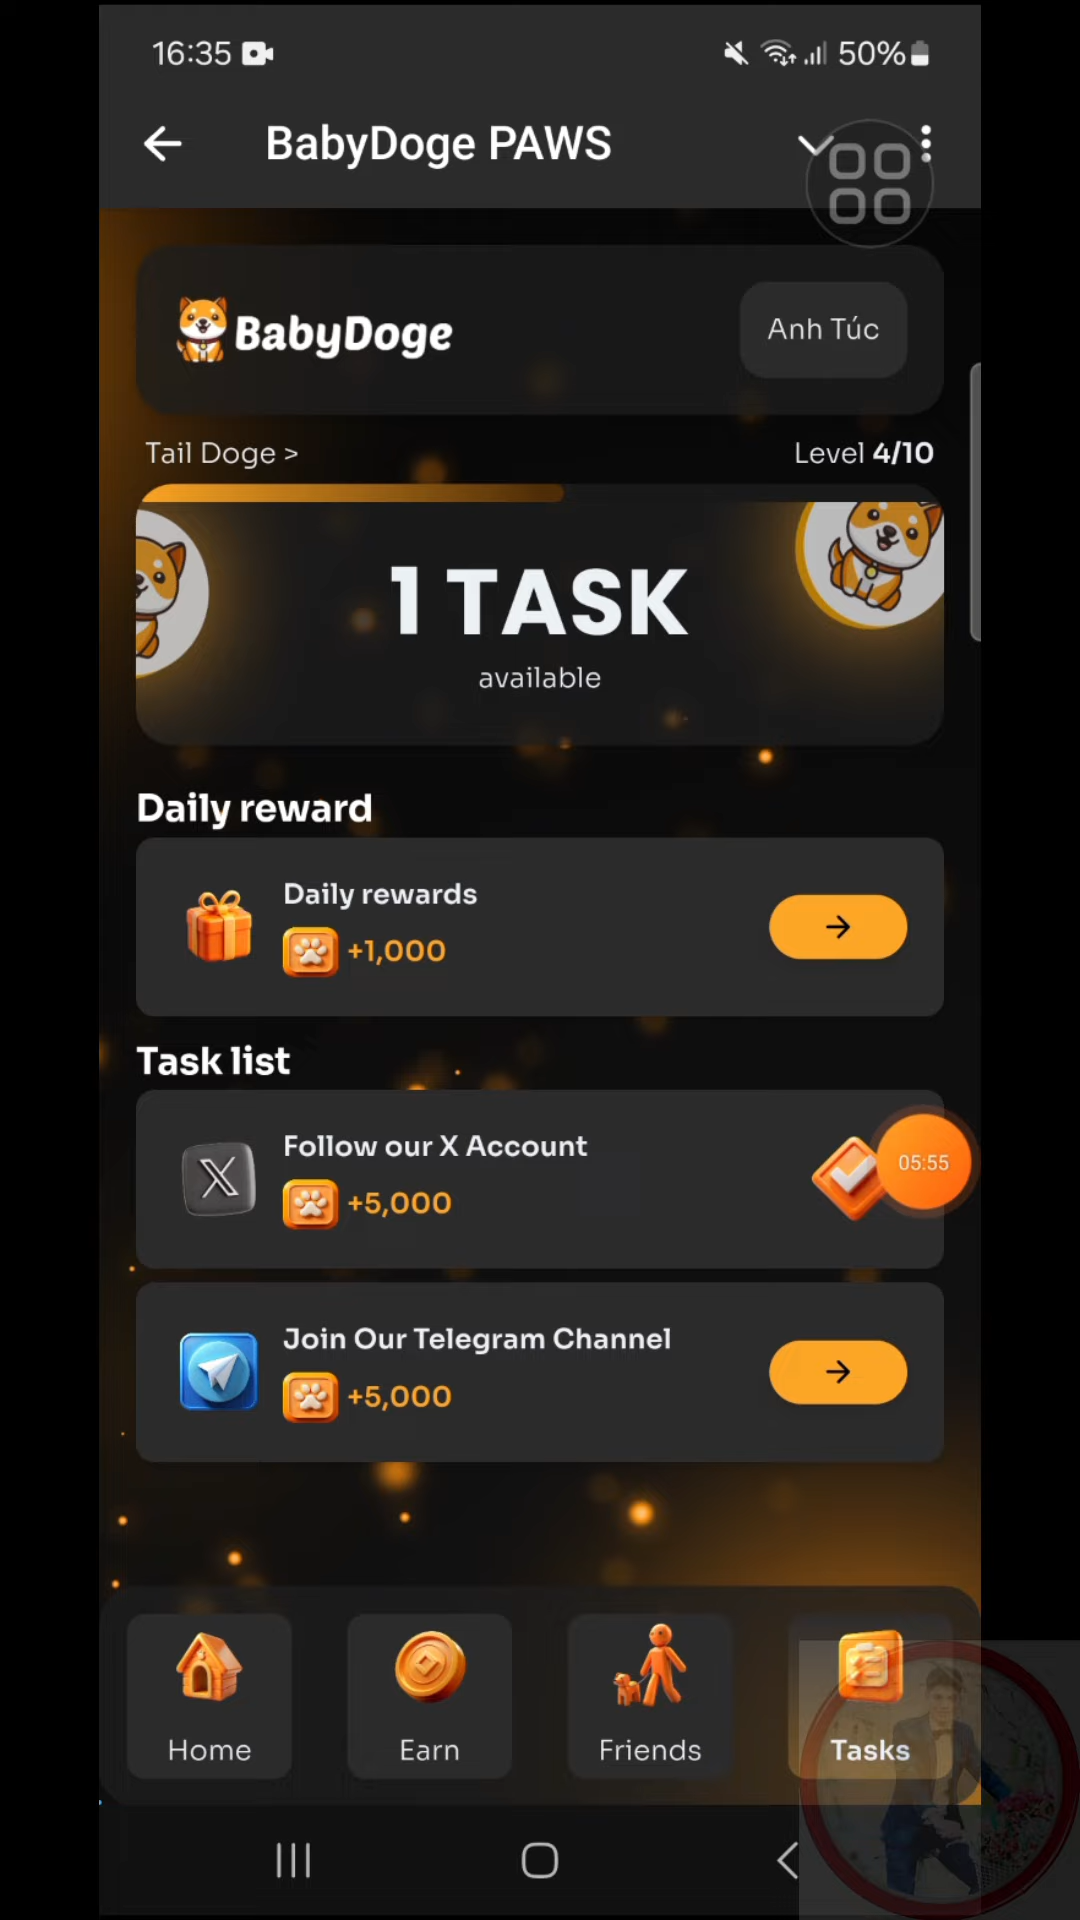 16:35
50%
BabyDoge PAWS
BabyDoge
Anh Túc
Tail Doge >
Level 4/10
1 TASK
available
Daily reward
Daily rewards
+1,000
Task list
Follow our X Account
+5,000
05:55
Join Our Telegram Channel
+5,000
Home
Earn
Friends
Tasks